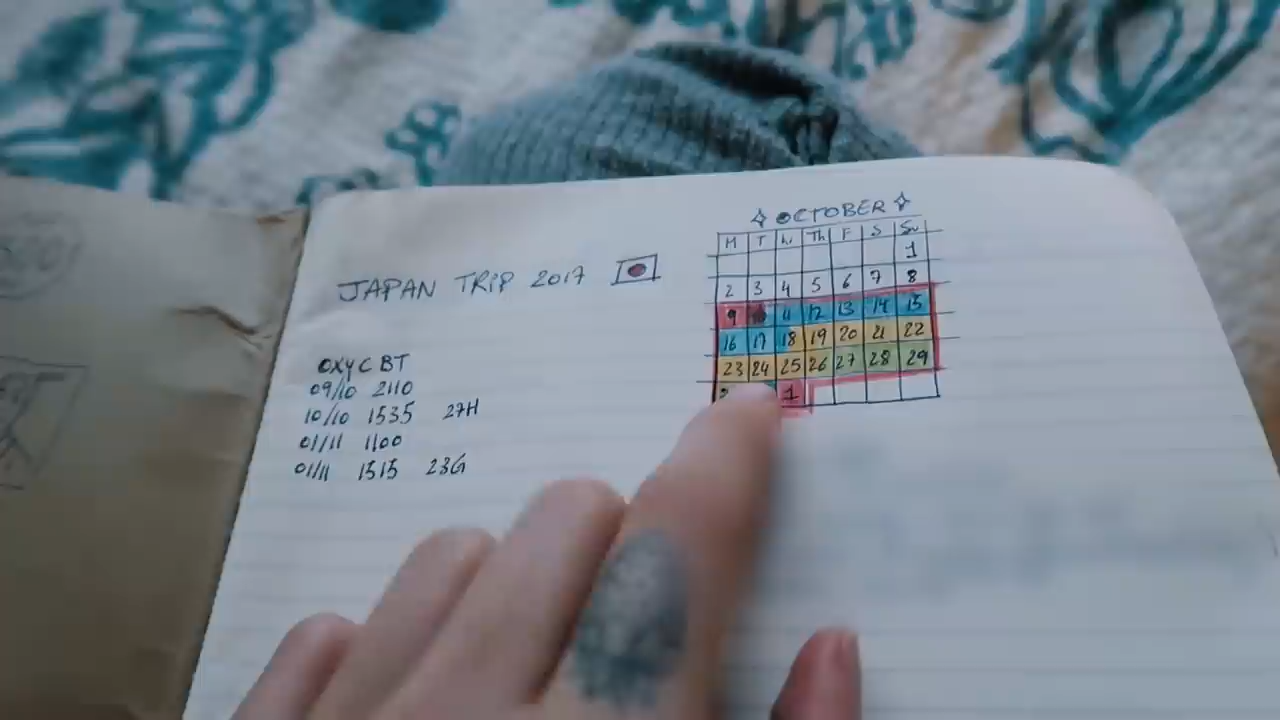 OCTOBER
JAPAN TRIP 2017
M T W Th F S Su
1
2 3 4 5 6 7 8
9 10 11 12 13 14 15
16 17 18 19 20 21 22
23 24 25 26 27 28 29
1
OXYCBT
09/10 2110
10/10 1535 27H
01/11 1100
01/11 1515 23G